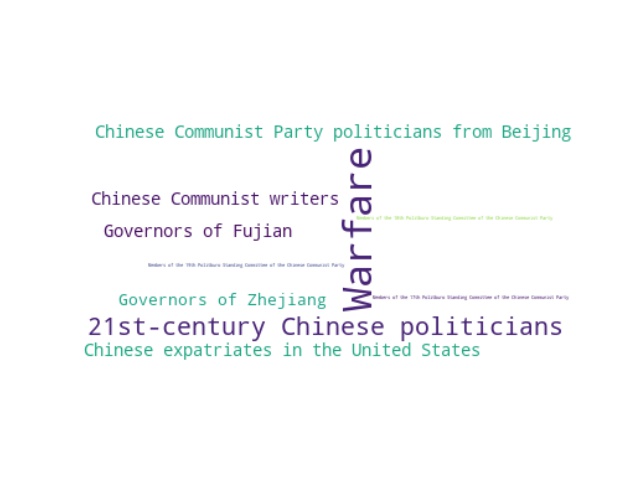 Chinese Communist Party politicians from Beijing
Warfare
Chinese Communist writers
Members of the Politburo Standing Committee of the Chinese Communist Party
Governors of Fujian
Members of the 19th Politburo Standing Committee of the Chinese Communist Party
Members of the 17th Politburo Standing Committee of the Chinese Communist Party
Governors of Zhejiang
21st-century Chinese politicians
Chinese expatriates in the United States